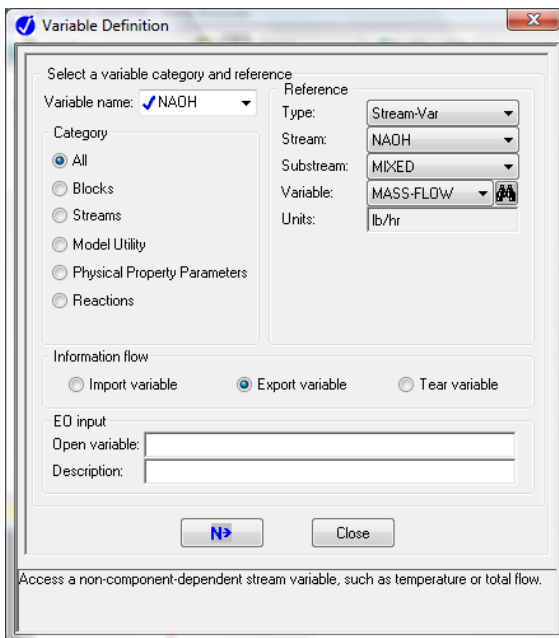 Variable Definition
Select a variable category and reference
Variable name: NAOH
Category
All
Blocks
Streams
Model Utility
Physical Property Parameters
Reactions
Reference
Type: Stream-Var
Stream: NAOH
Substream: MIXED
Variable: MASS-FLOW
Units: lb/hr
Information flow
Import variable Export variable Tear variable
EO input
Open variable:
Description:
N Close
Access a non-component-dependent stream variable, such as temperature or total flow.